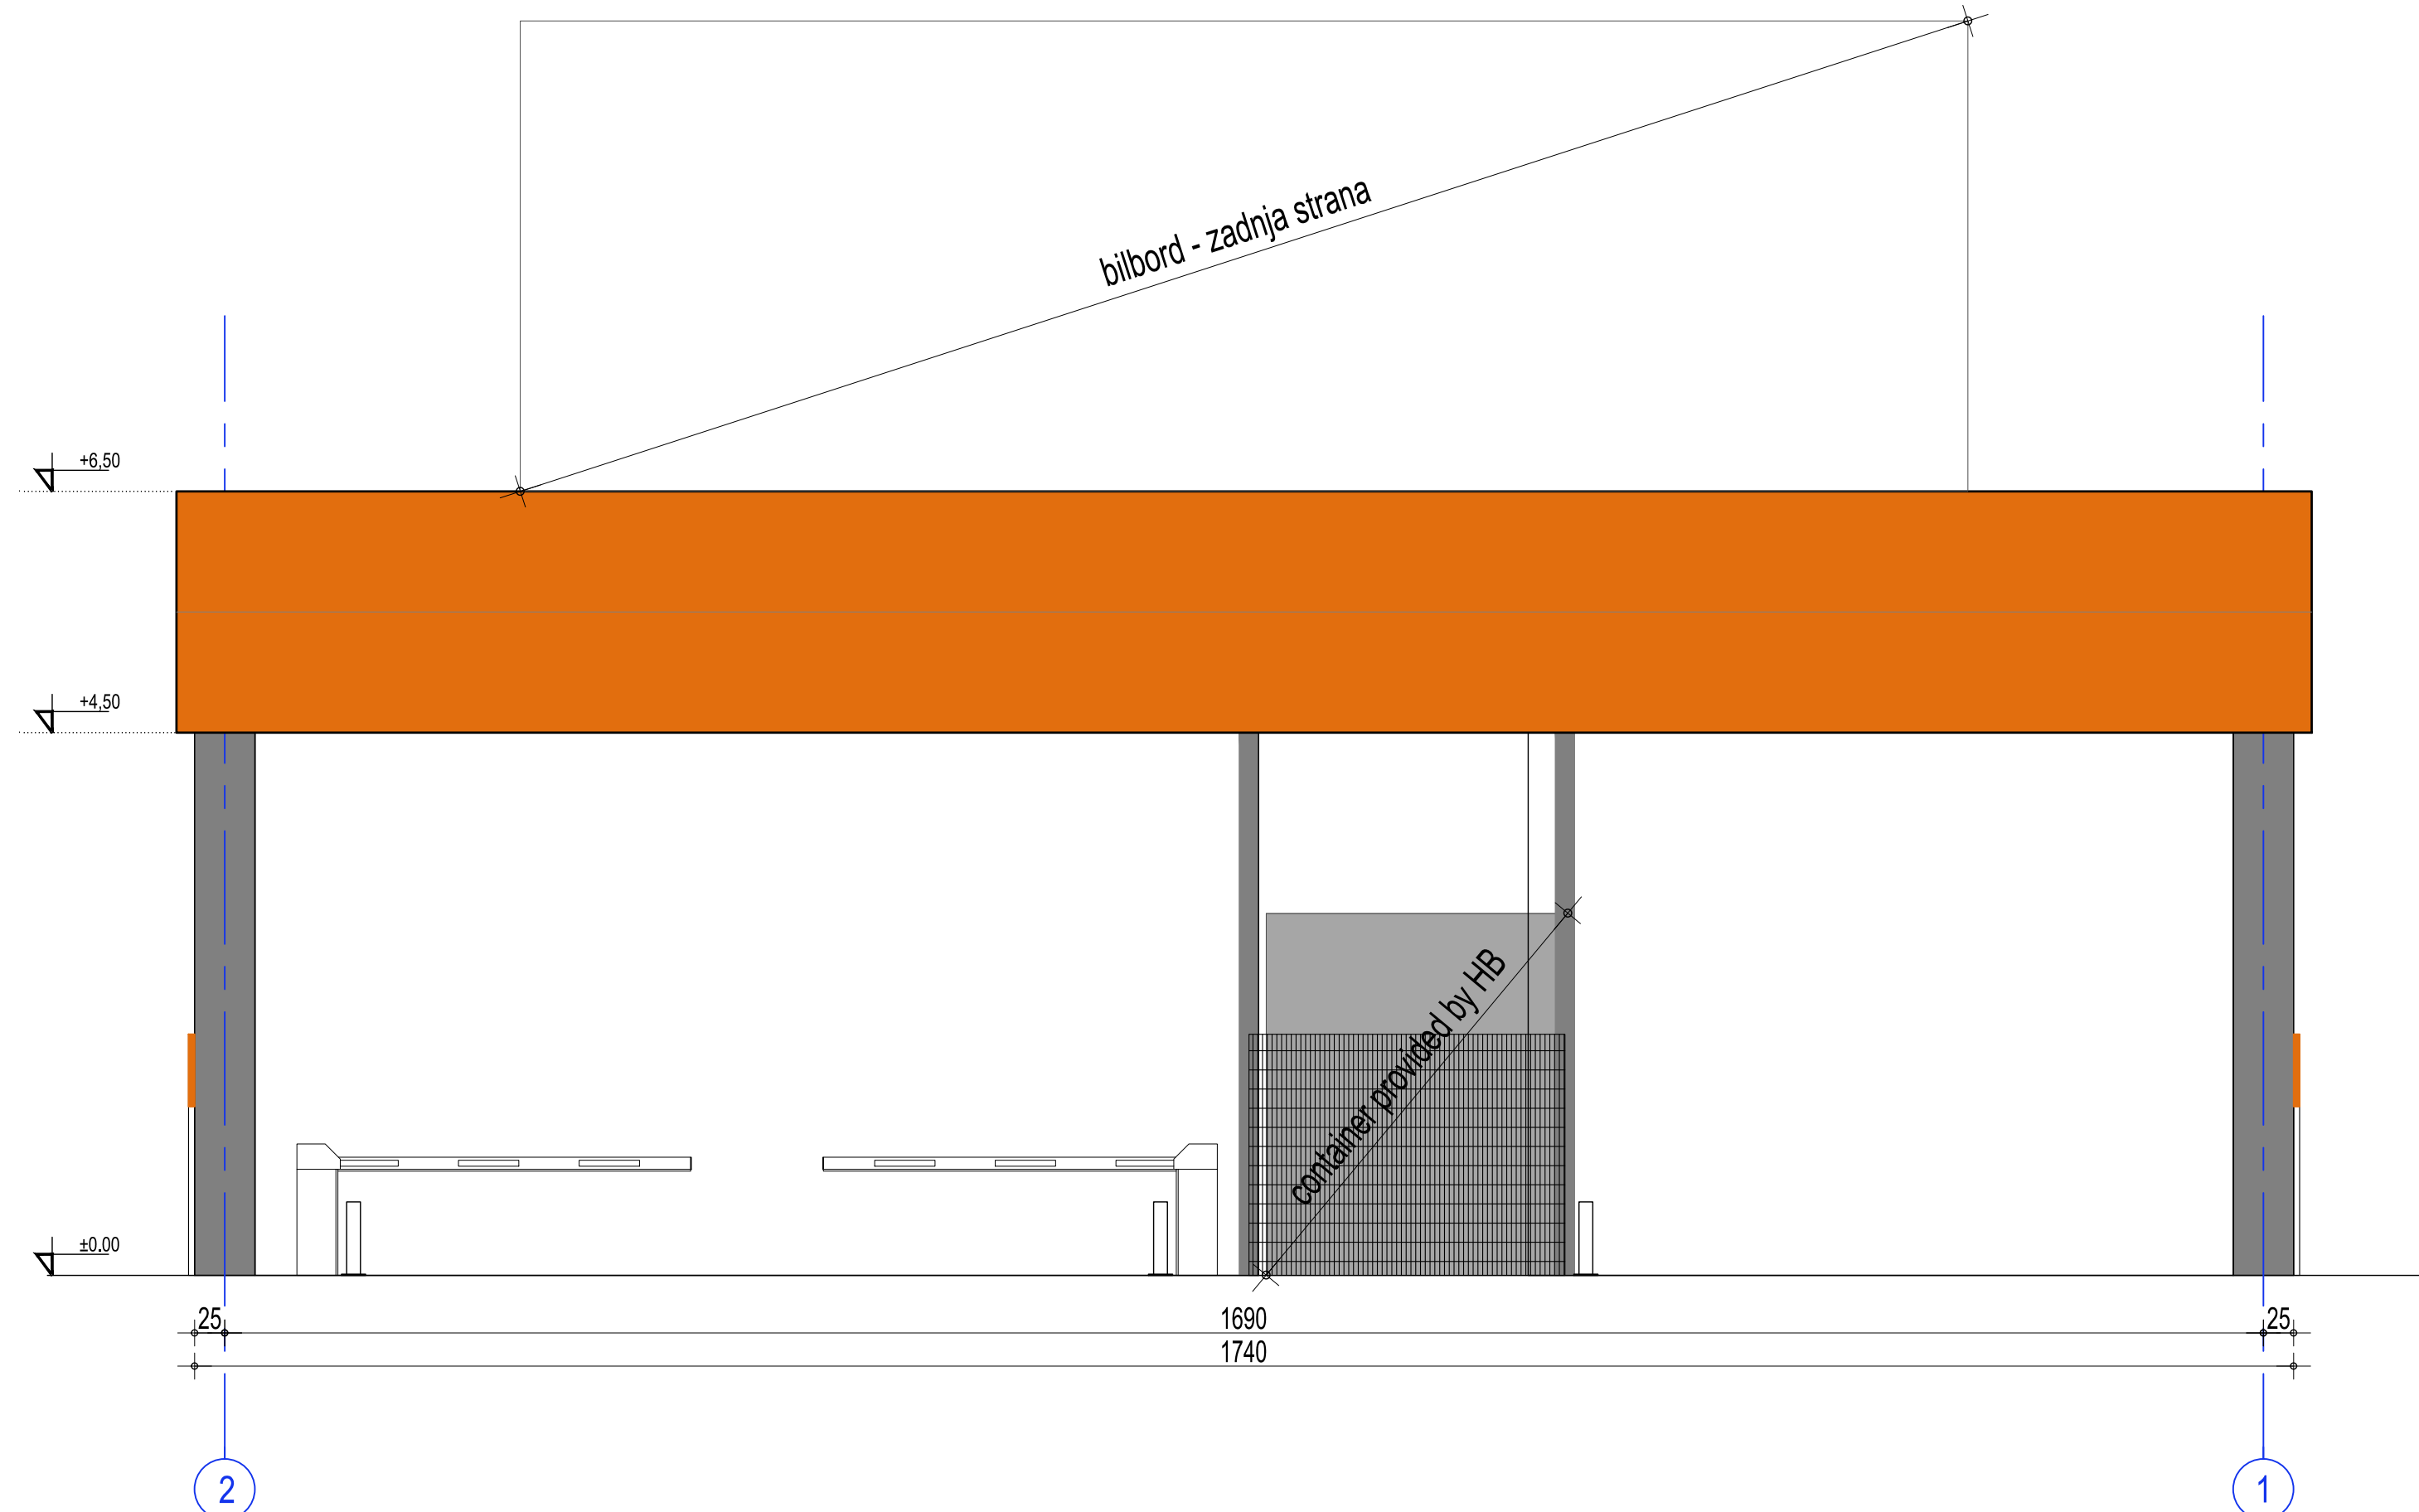 bilbord - zadnja strana
+6,50
+4,50
container provided by HB
±0.00
25 1690 25
1740
2 1